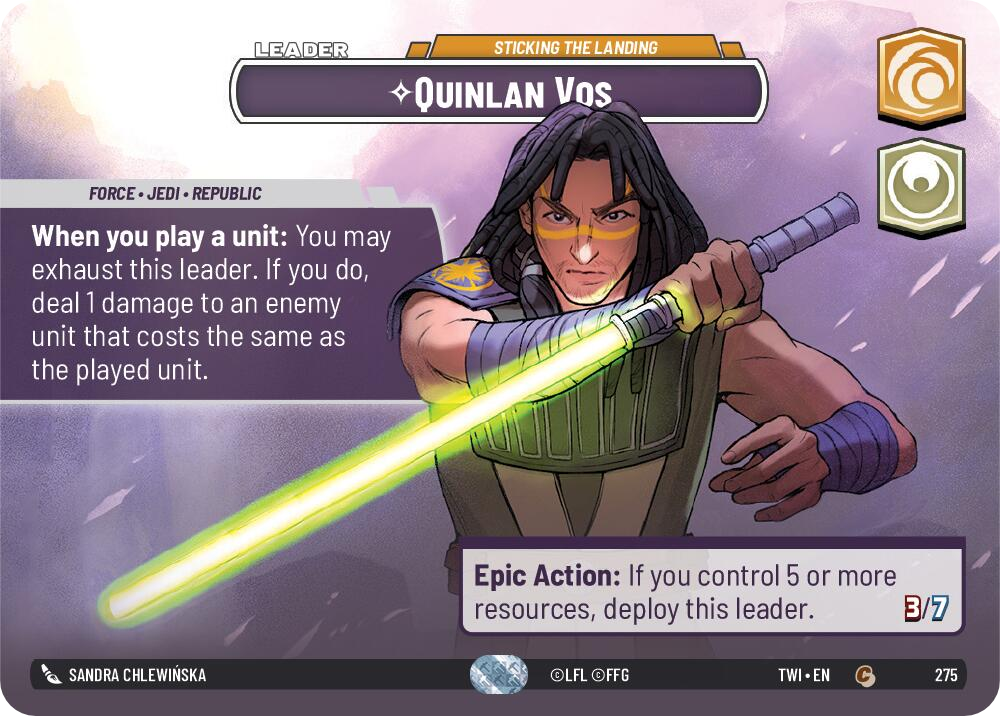 LEADER
STICKING THE LANDING
✧QUINLAN VOS
FORCE • JEDI • REPUBLIC
When you play a unit: You may
exhaust this leader. If you do,
deal 1 damage to an enemy
unit that costs the same as
the played unit.
Epic Action: If you control 5 or more
resources, deploy this leader.
3/7
SANDRA CHLEWIŃSKA
©LFL ©FFG
TWI • EN
C
275